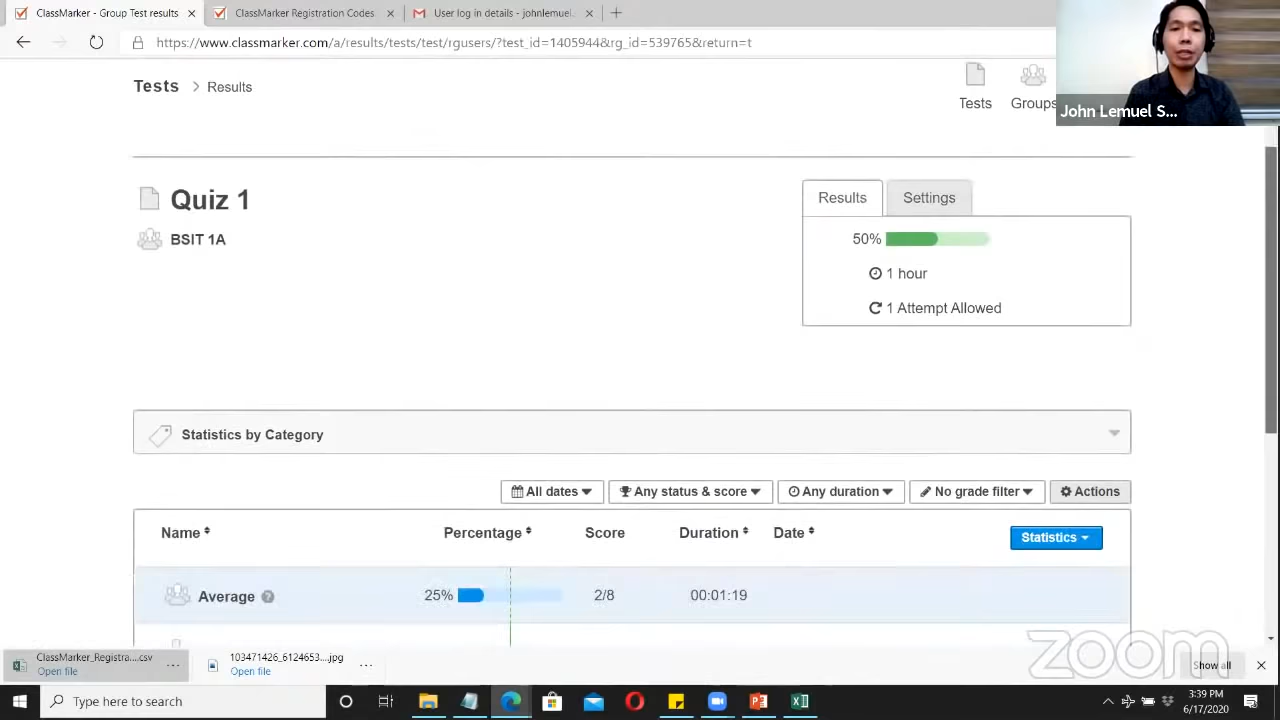 ClassMarker - Group Test results
ClassMarker Registration Codes
User log in details - johnlemuel
https://www.classmarker.com/a/results/tests/test/rgusers/?test_id=1405944&rg_id=539765&return=t
Tests > Results
Tests
Groups
John Lemuel S...
Quiz 1
BSIT 1A
Results
Settings
50%
1 hour
1 Attempt Allowed
Statistics by Category
All dates
Any status & score
Any duration
No grade filter
Actions
Name
Percentage
Score
Duration
Date
Statistics
Average
25%
2/8
00:01:19
zoom
ClassMarker_Registra....csv
Open file
103471426_6124653....jpg
Open file
Show all
Type here to search
3:39 PM
6/17/2020